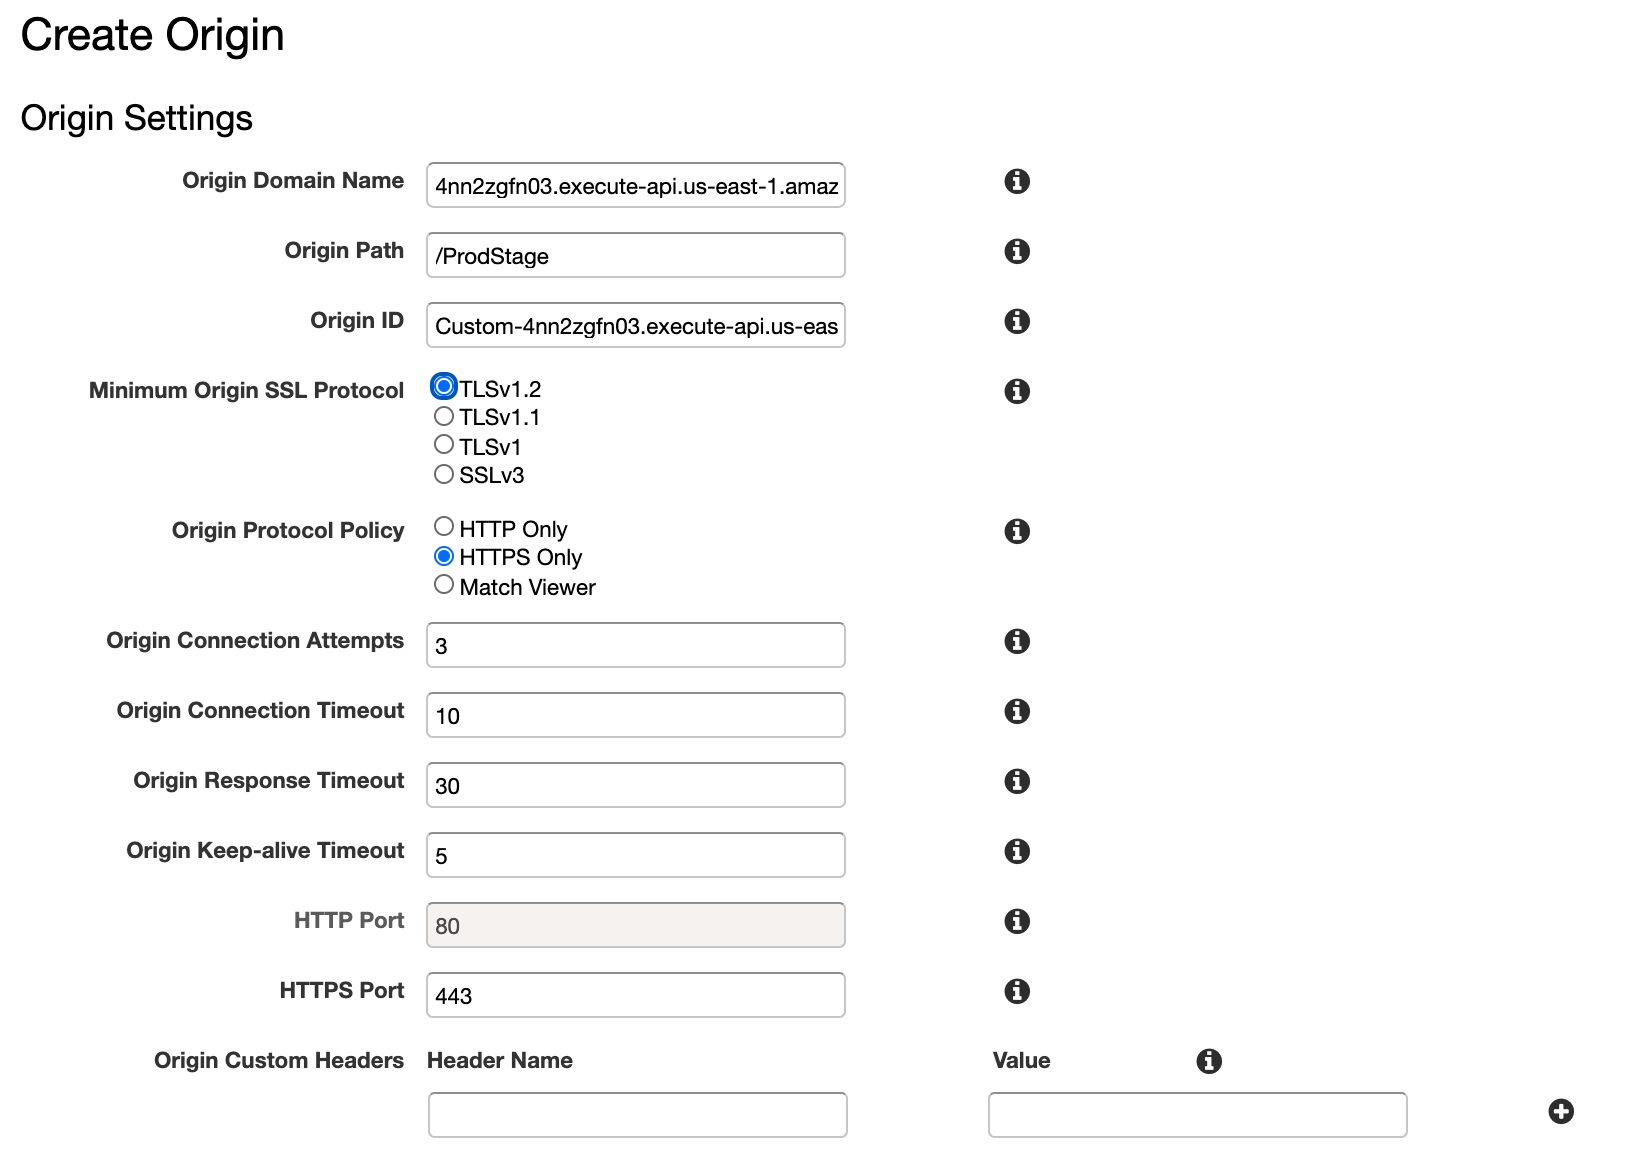 Create Origin
Origin Settings
Origin Domain Name 4nn2zgfn03.execute-api.us-east-1.amaz
Origin Path /ProdStage
Origin ID Custom-4nn2zgfn03.execute-api.us-eas
Minimum Origin SSL Protocol TLSv1.2
TLSv1.1
TLSv1
SSLv3
Origin Protocol Policy HTTP Only
HTTPS Only
Match Viewer
Origin Connection Attempts 3
Origin Connection Timeout 10
Origin Response Timeout 30
Origin Keep-alive Timeout 5
HTTP Port 80
HTTPS Port 443
Origin Custom Headers Header Name Value